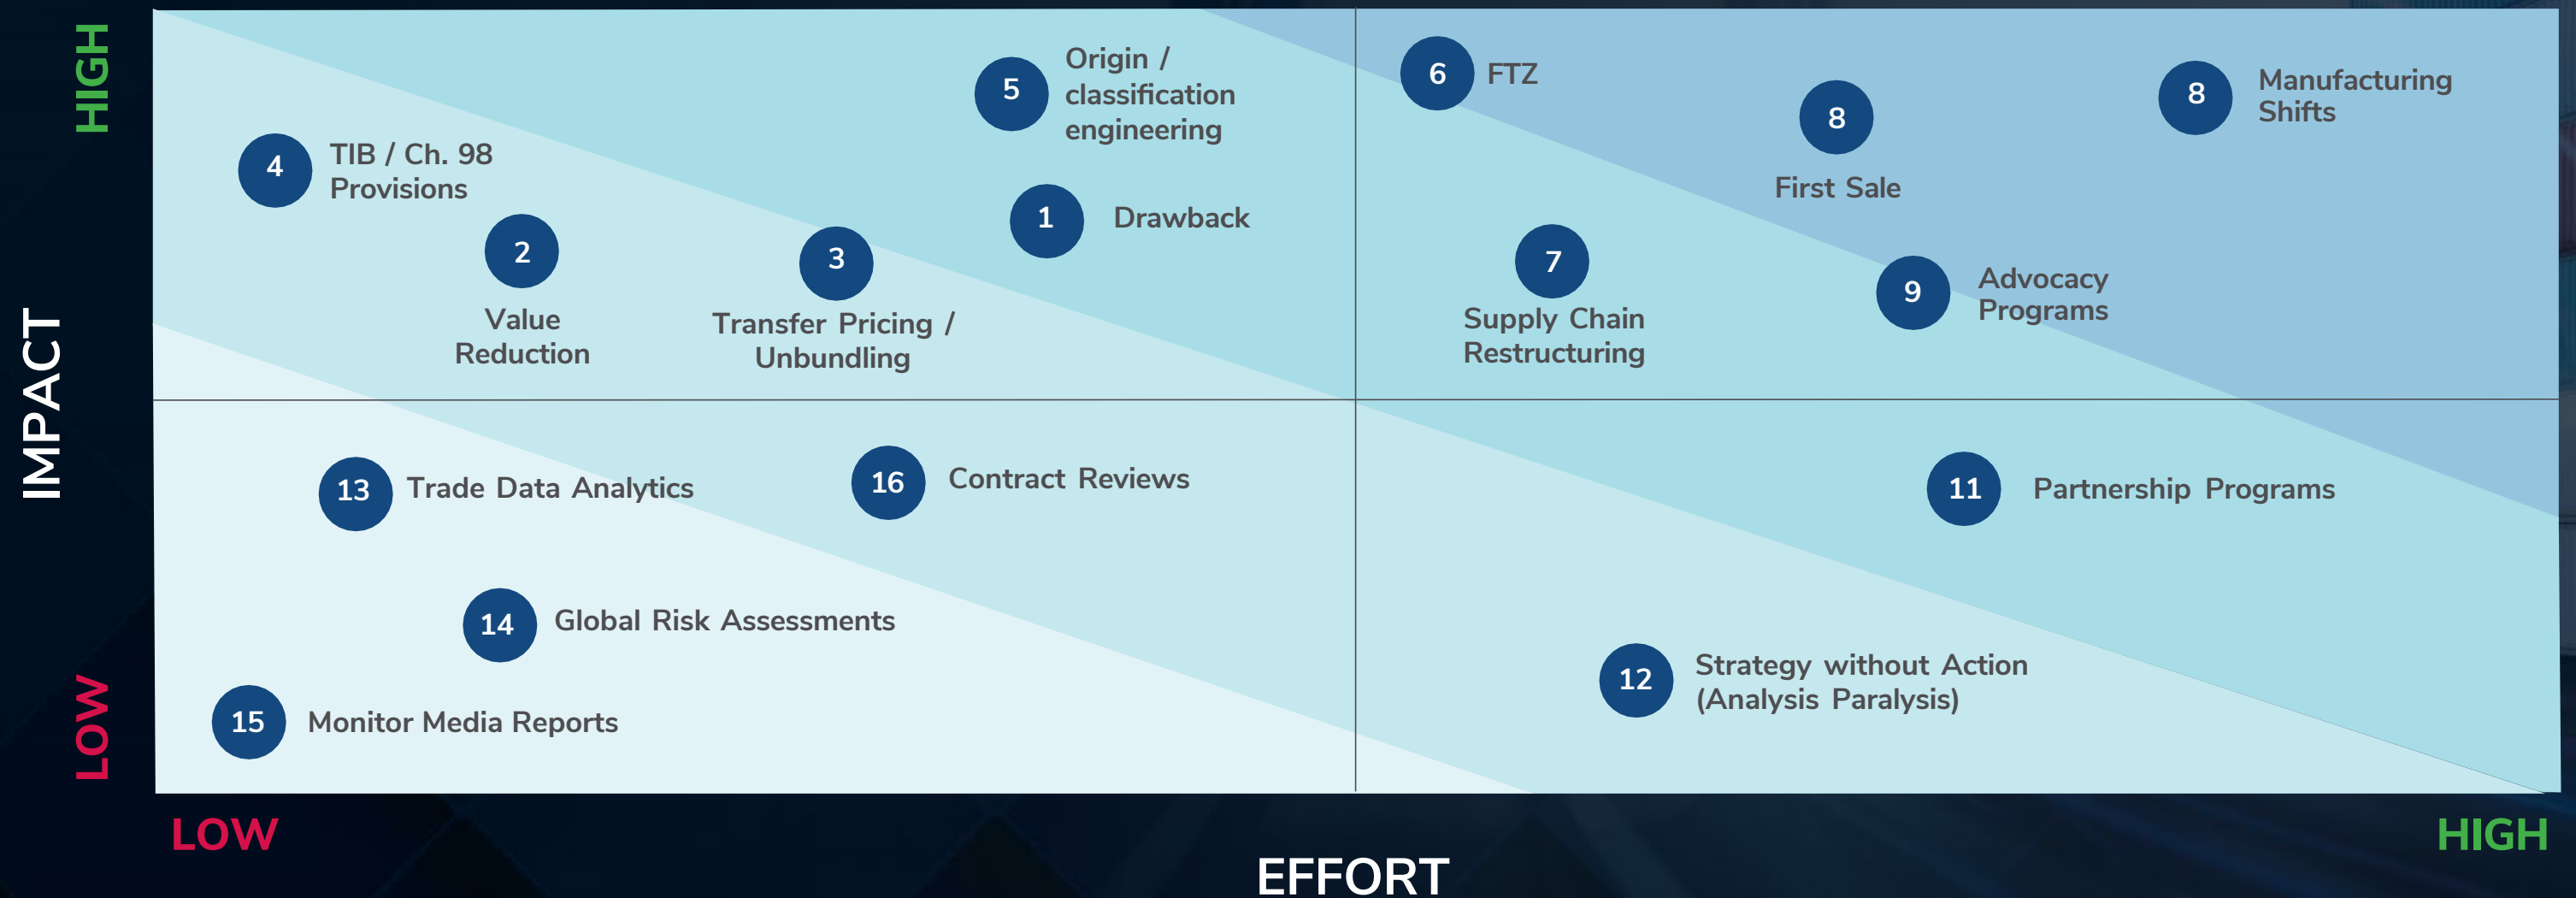 HIGH
IMPACT
LOW
4
TIB / Ch. 98
Provisions
2
Value
Reduction
3
Transfer Pricing /
Unbundling
5
Origin /
classification
engineering
1
Drawback
6
FTZ
8
First Sale
8
Manufacturing
Shifts
7
Supply Chain
Restructuring
9
Advocacy
Programs
13
Trade Data Analytics
16
Contract Reviews
14
Global Risk Assessments
15
Monitor Media Reports
11
Partnership Programs
12
Strategy without Action
(Analysis Paralysis)
LOW
EFFORT
HIGH